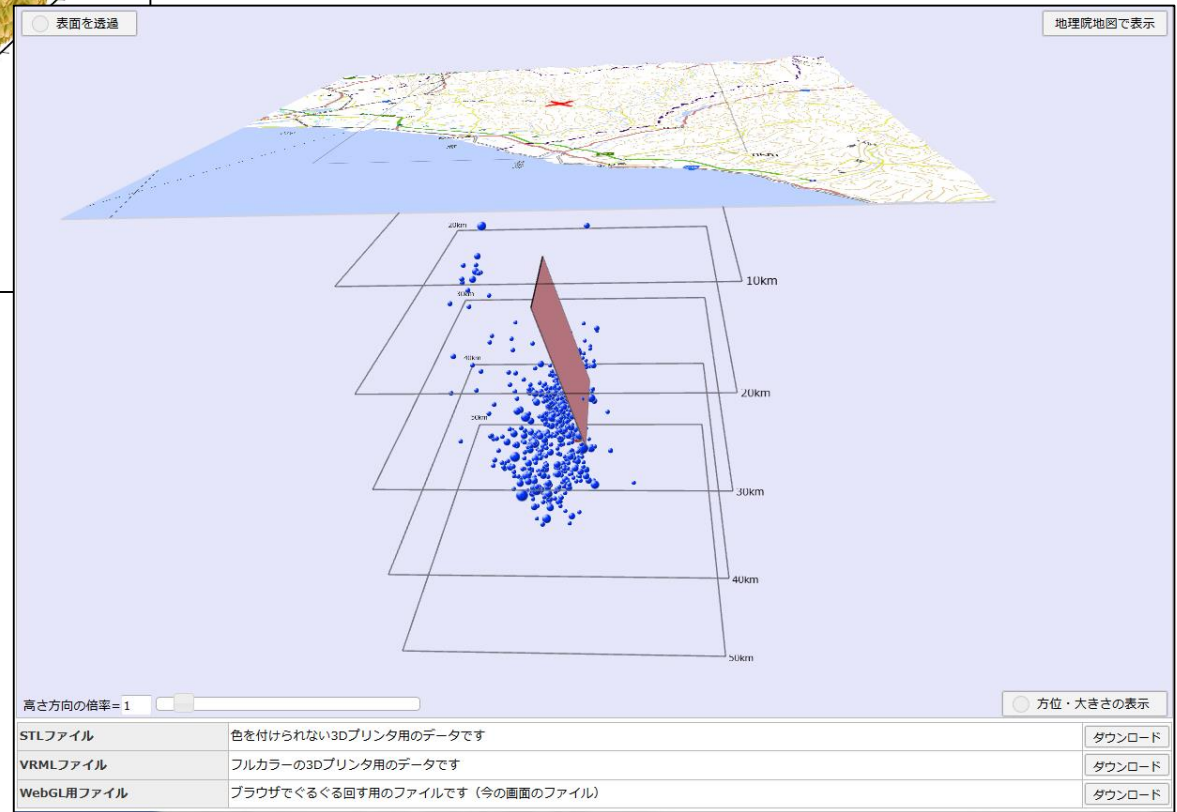 表面を透過
地理院地図で表示
20km
10km
30km
40km
20km
50km
30km
40km
50km
高さ方向の倍率=1
方位・大きさの表示
STLファイル 色を付けられない3Dプリンタ用のデータです ダウンロード
VRMLファイル フルカラーの3Dプリンタ用のデータです ダウンロード
WebGL用ファイル ブラウザでぐるぐる回す用のファイルです（今の画面のファイル） ダウンロード